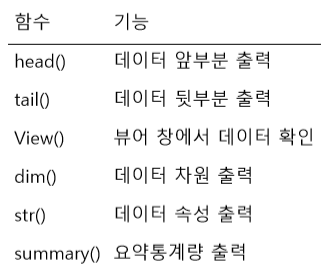 함수 기능
head() 데이터 앞부분 출력
tail() 데이터 뒷부분 출력
View() 뷰어 창에서 데이터 확인
dim() 데이터 차원 출력
str() 데이터 속성 출력
summary() 요약통계량 출력